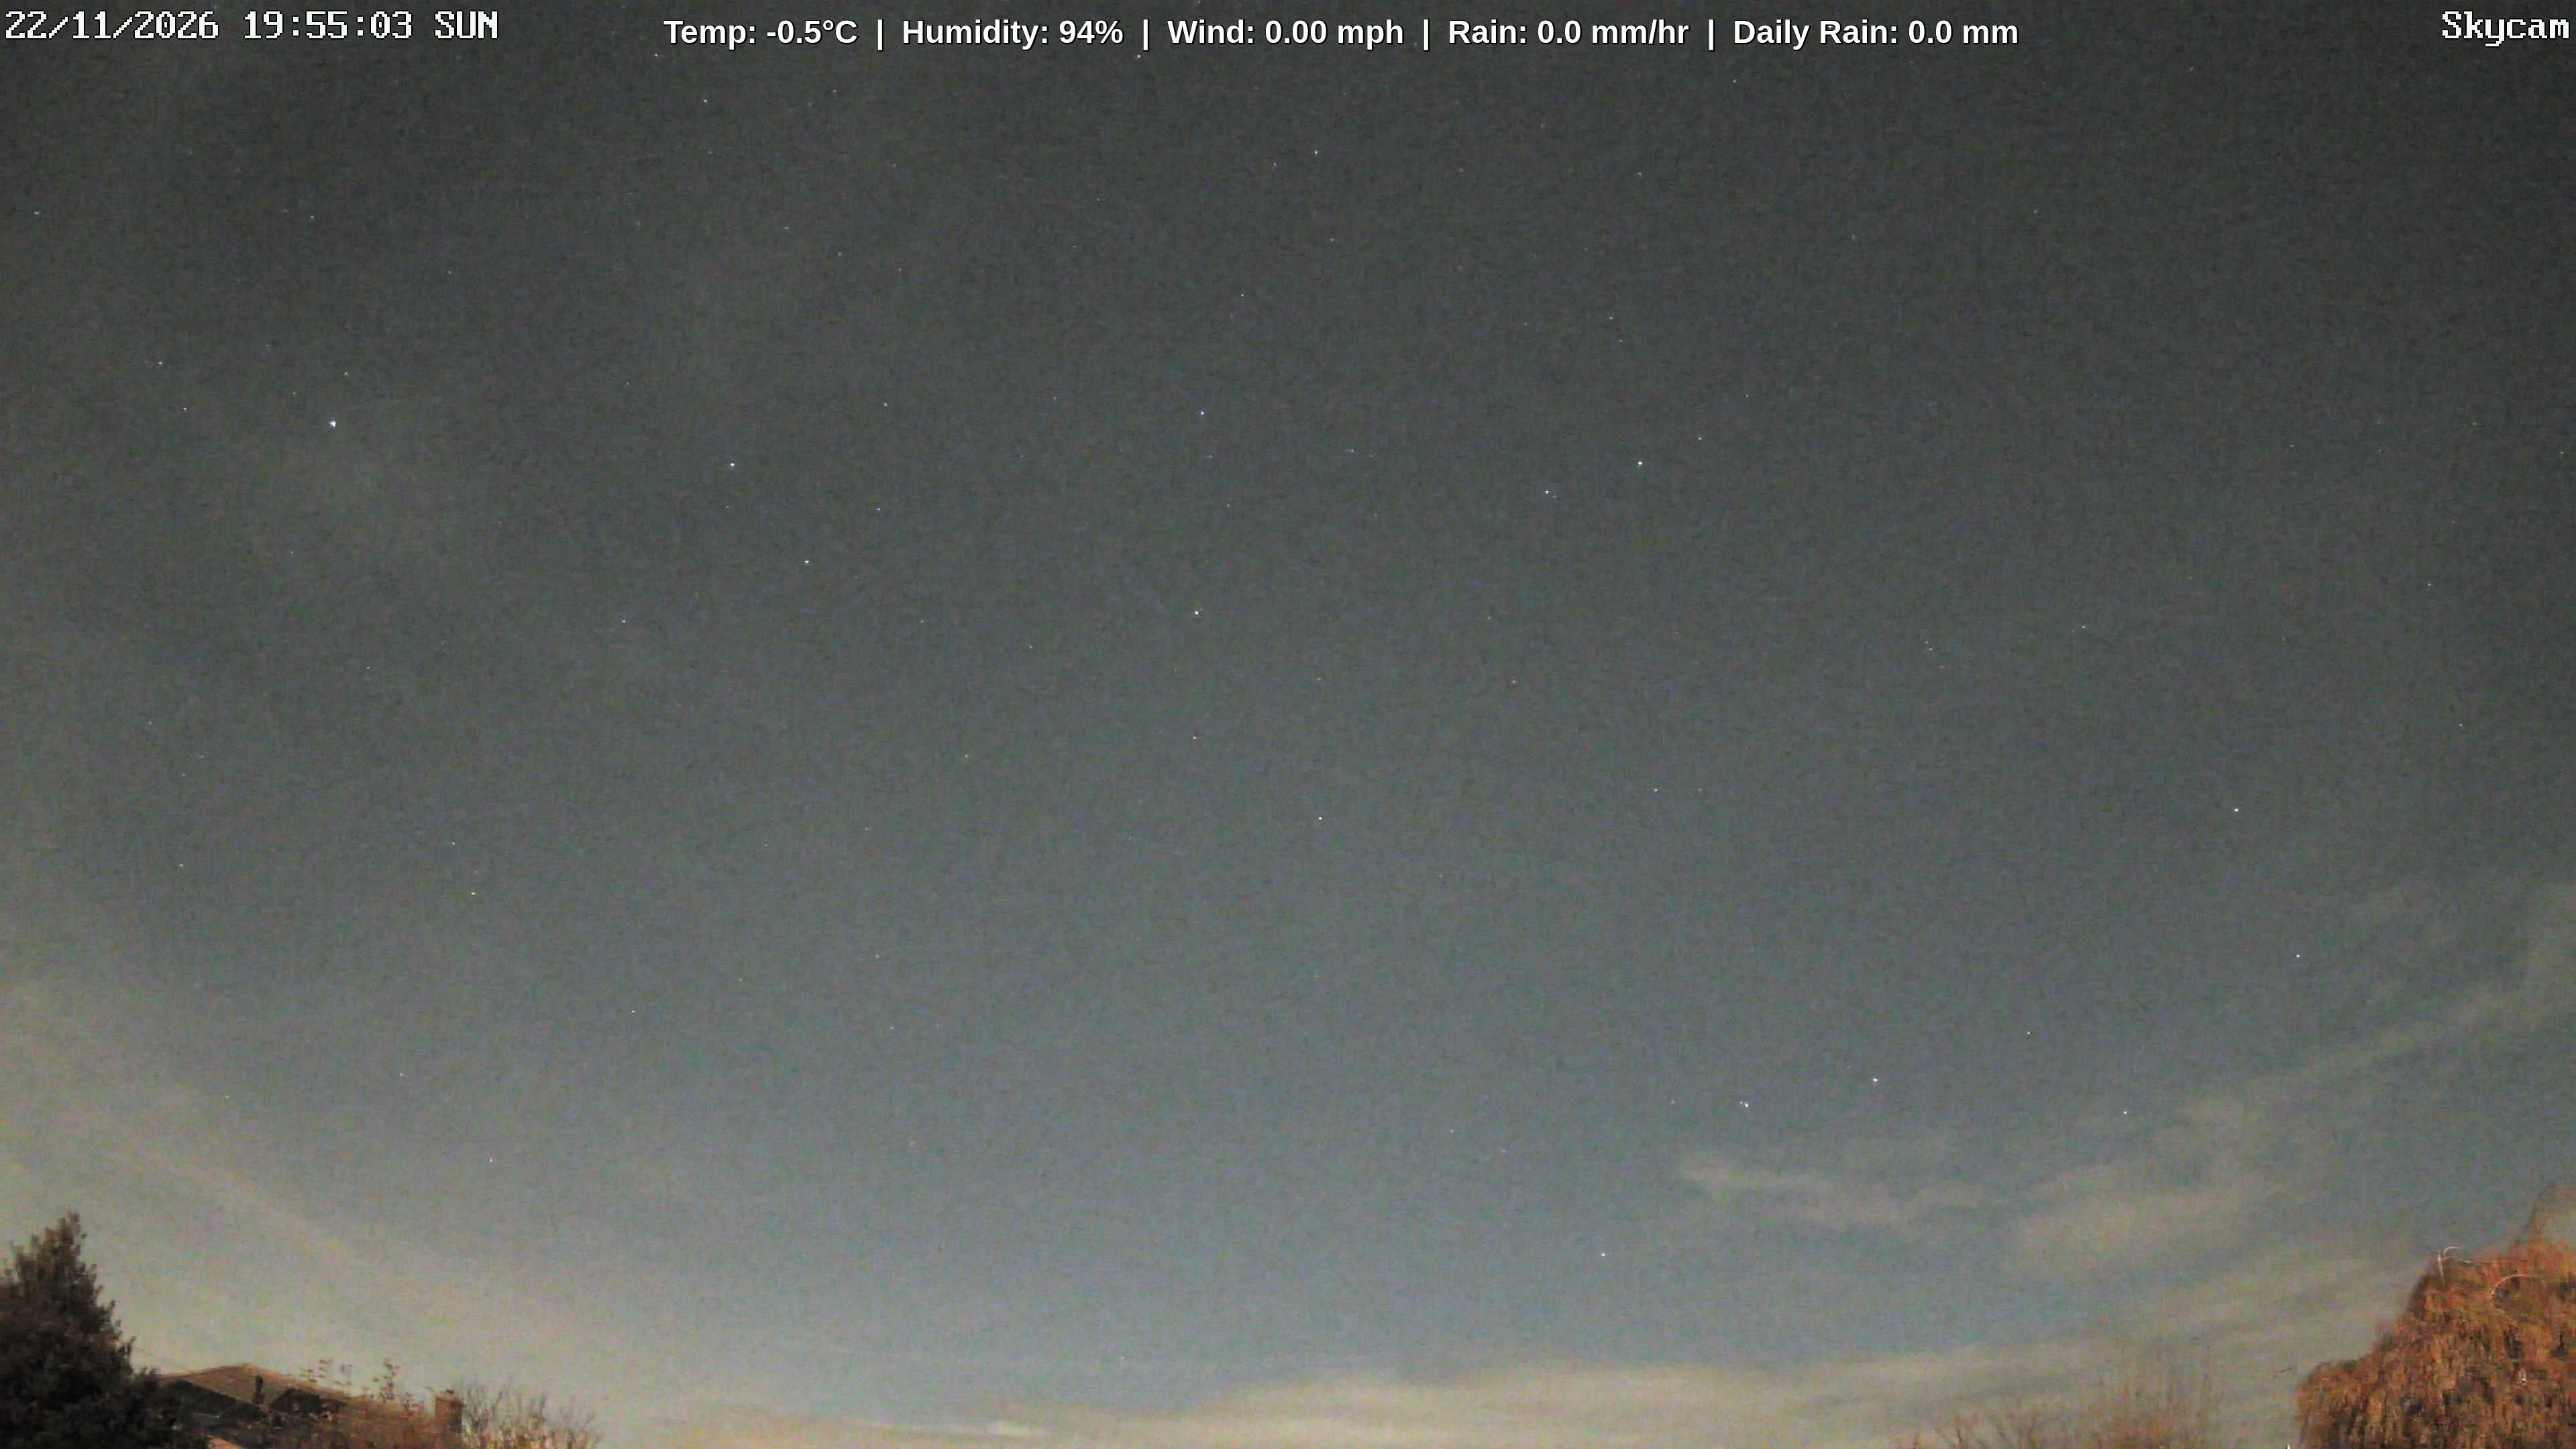 22/11/2026 19:55:03 SUN
Temp: -0.5°C | Humidity: 94% | Wind: 0.00 mph | Rain: 0.0 mm/hr | Daily Rain: 0.0 mm
Skycam